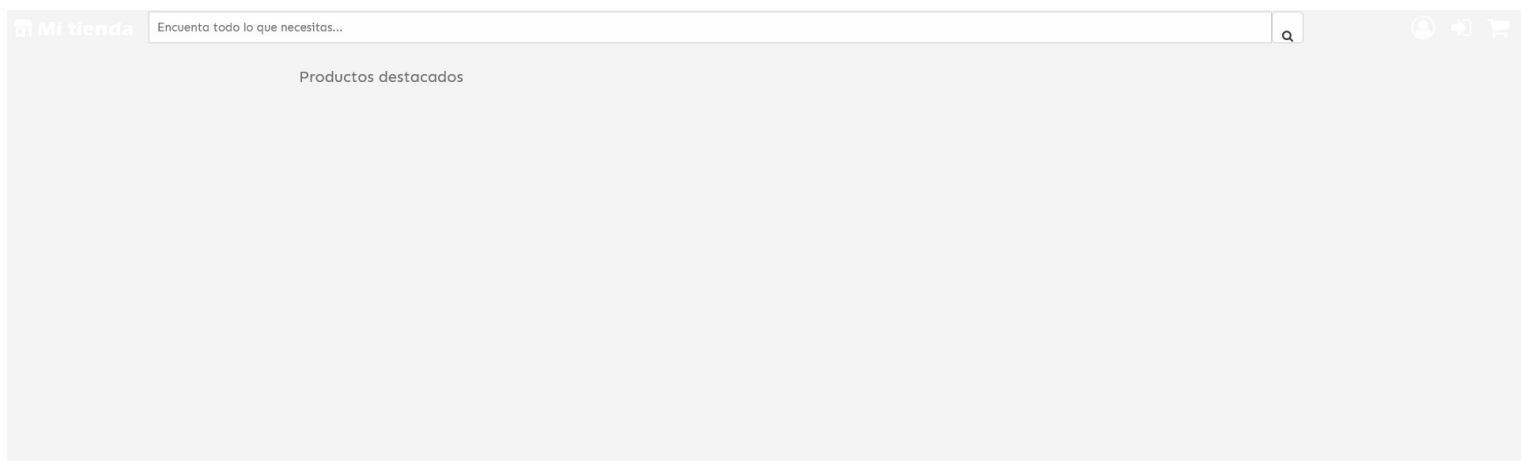 Mi tienda
Encuenta todo lo que necesitas...
Productos destacados